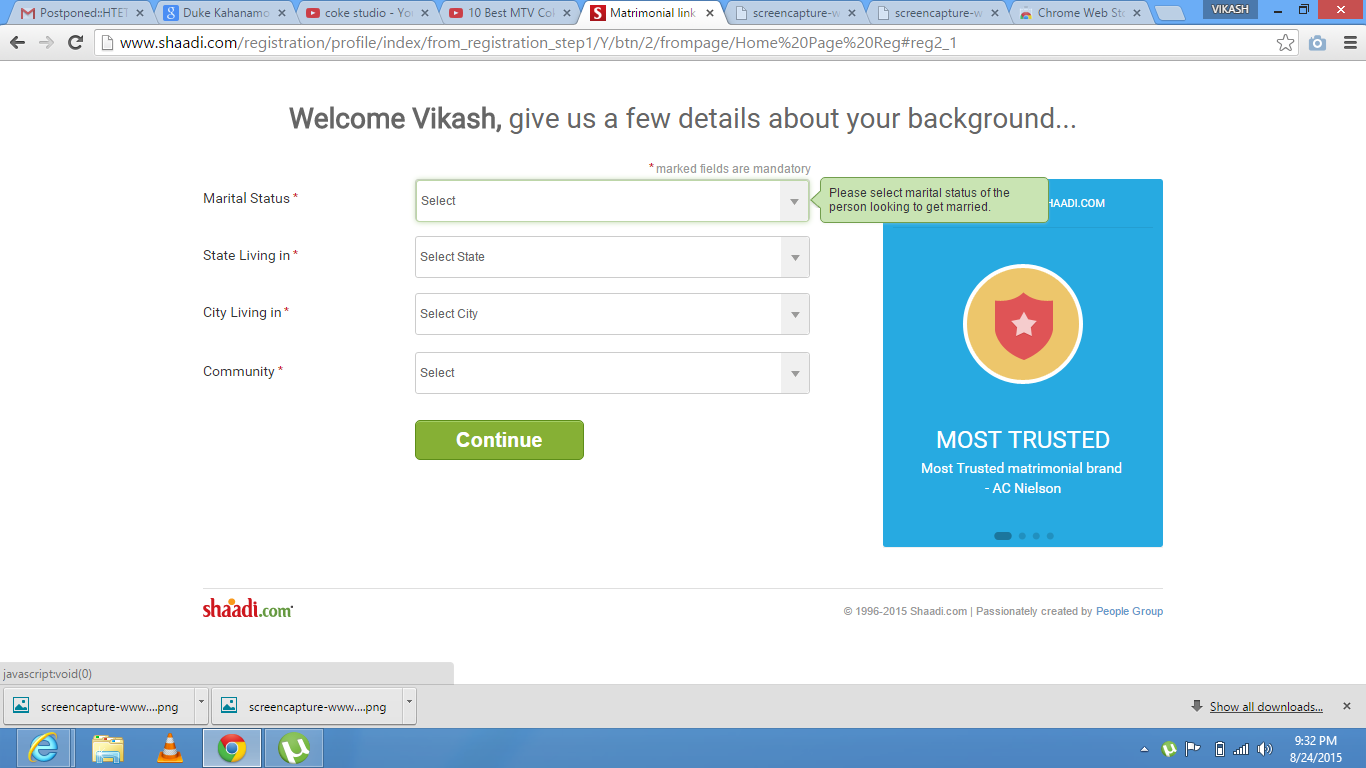 Postponed::HTET
Duke Kahanamo
coke studio - You
10 Best MTV Col
Matrimonial link
screencapture-w
screencapture-w
Chrome Web Sto
VIKASH
www.shaadi.com/registration/profile/index/from_registration_step1/Y/btn/2/frompage/Home%20Page%20Reg#reg2_1
Welcome Vikash, give us a few details about your background...
* marked fields are mandatory
Marital Status *
Select
Please select marital status of the
person looking to get married.
HAADI.COM
State Living in *
Select State
City Living in *
Select City
Community *
Select
Continue
MOST TRUSTED
Most Trusted matrimonial brand
- AC Nielson
shaadi.com
© 1996-2015 Shaadi.com | Passionately created by People Group
javascript:void(0)
screencapture-www....png
screencapture-www....png
Show all downloads...
9:32 PM
8/24/2015